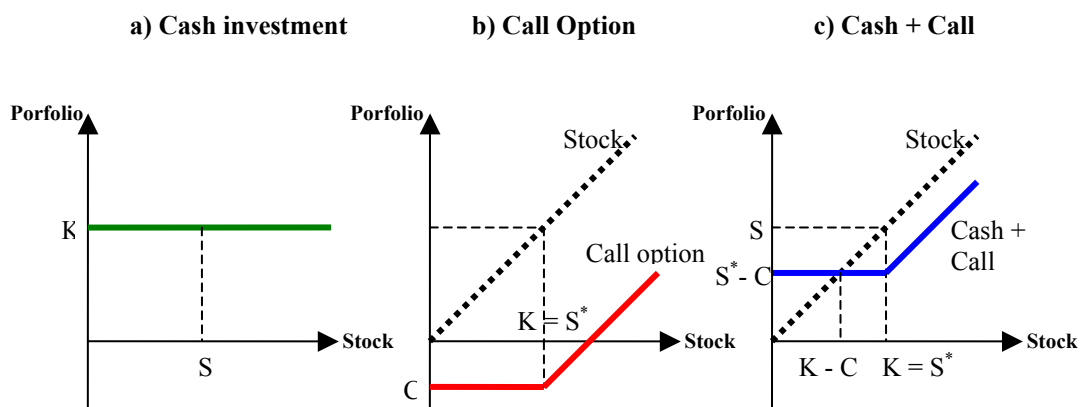 a) Cash investment
b) Call Option
c) Cash + Call
Porfolio
K
S
Stock
Porfolio
Stock
Call option
K = S*
C
Stock
Porfolio
Stock
S
Cash +
Call
S* - C
K - C
K = S*
Stock